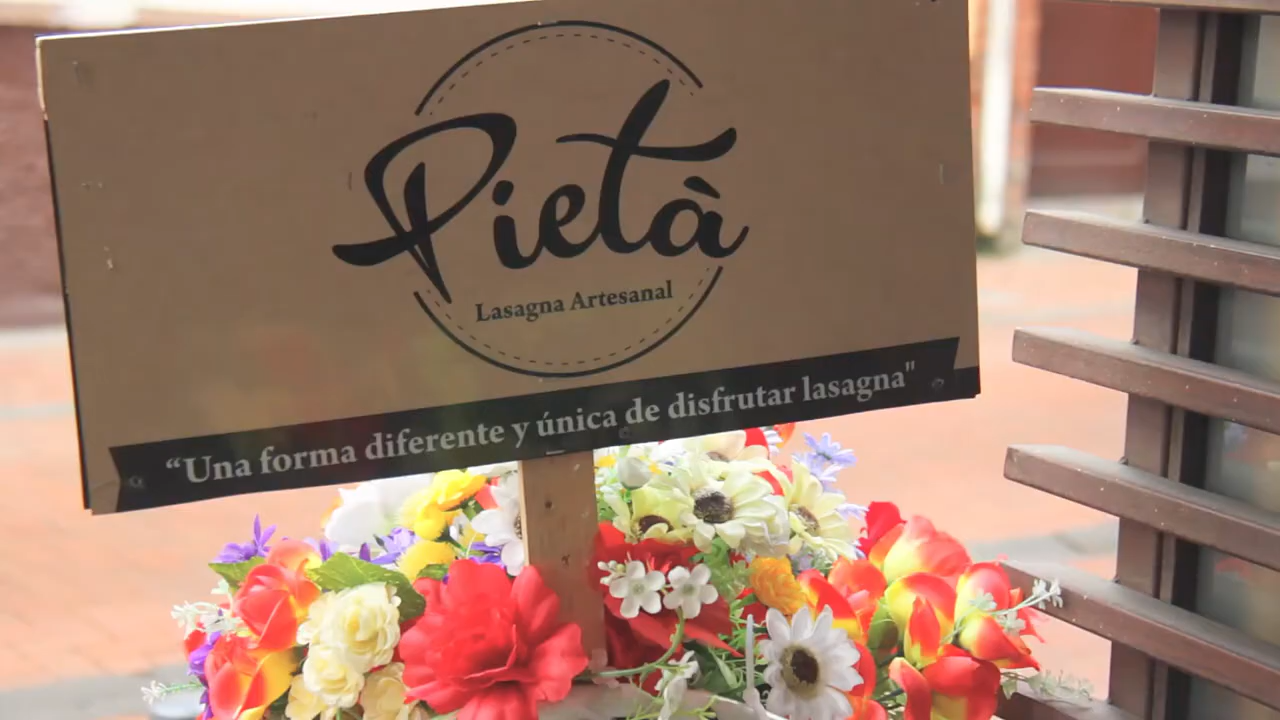 Pietà
Lasagna Artesanal
“Una forma diferente y única de disfrutar lasagna"